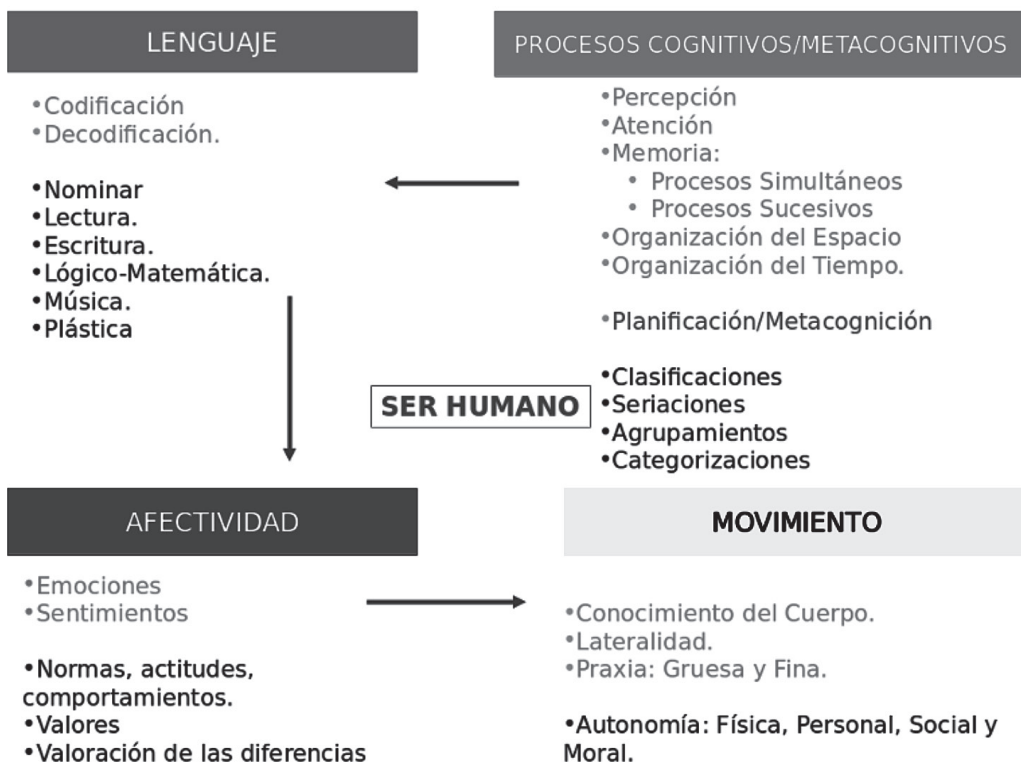 LENGUAJE
•Codificación
•Decodificación.
•Nominar
•Lectura.
•Escritura.
•Lógico-Matemática.
•Música.
•Plástica
PROCESOS COGNITIVOS/METACOGNITIVOS
•Percepción
•Atención
•Memoria:
• Procesos Simultáneos
• Procesos Sucesivos
•Organización del Espacio
•Organización del Tiempo.
•Planificación/Metacognición
•Clasificaciones
•Seriaciones
•Agrupamientos
•Categorizaciones
SER HUMANO
AFECTIVIDAD
•Emociones
•Sentimientos
•Normas, actitudes,
comportamientos.
•Valores
•Valoración de las diferencias
MOVIMIENTO
•Conocimiento del Cuerpo.
•Lateralidad.
•Praxia: Gruesa y Fina.
•Autonomía: Física, Personal, Social y
Moral.